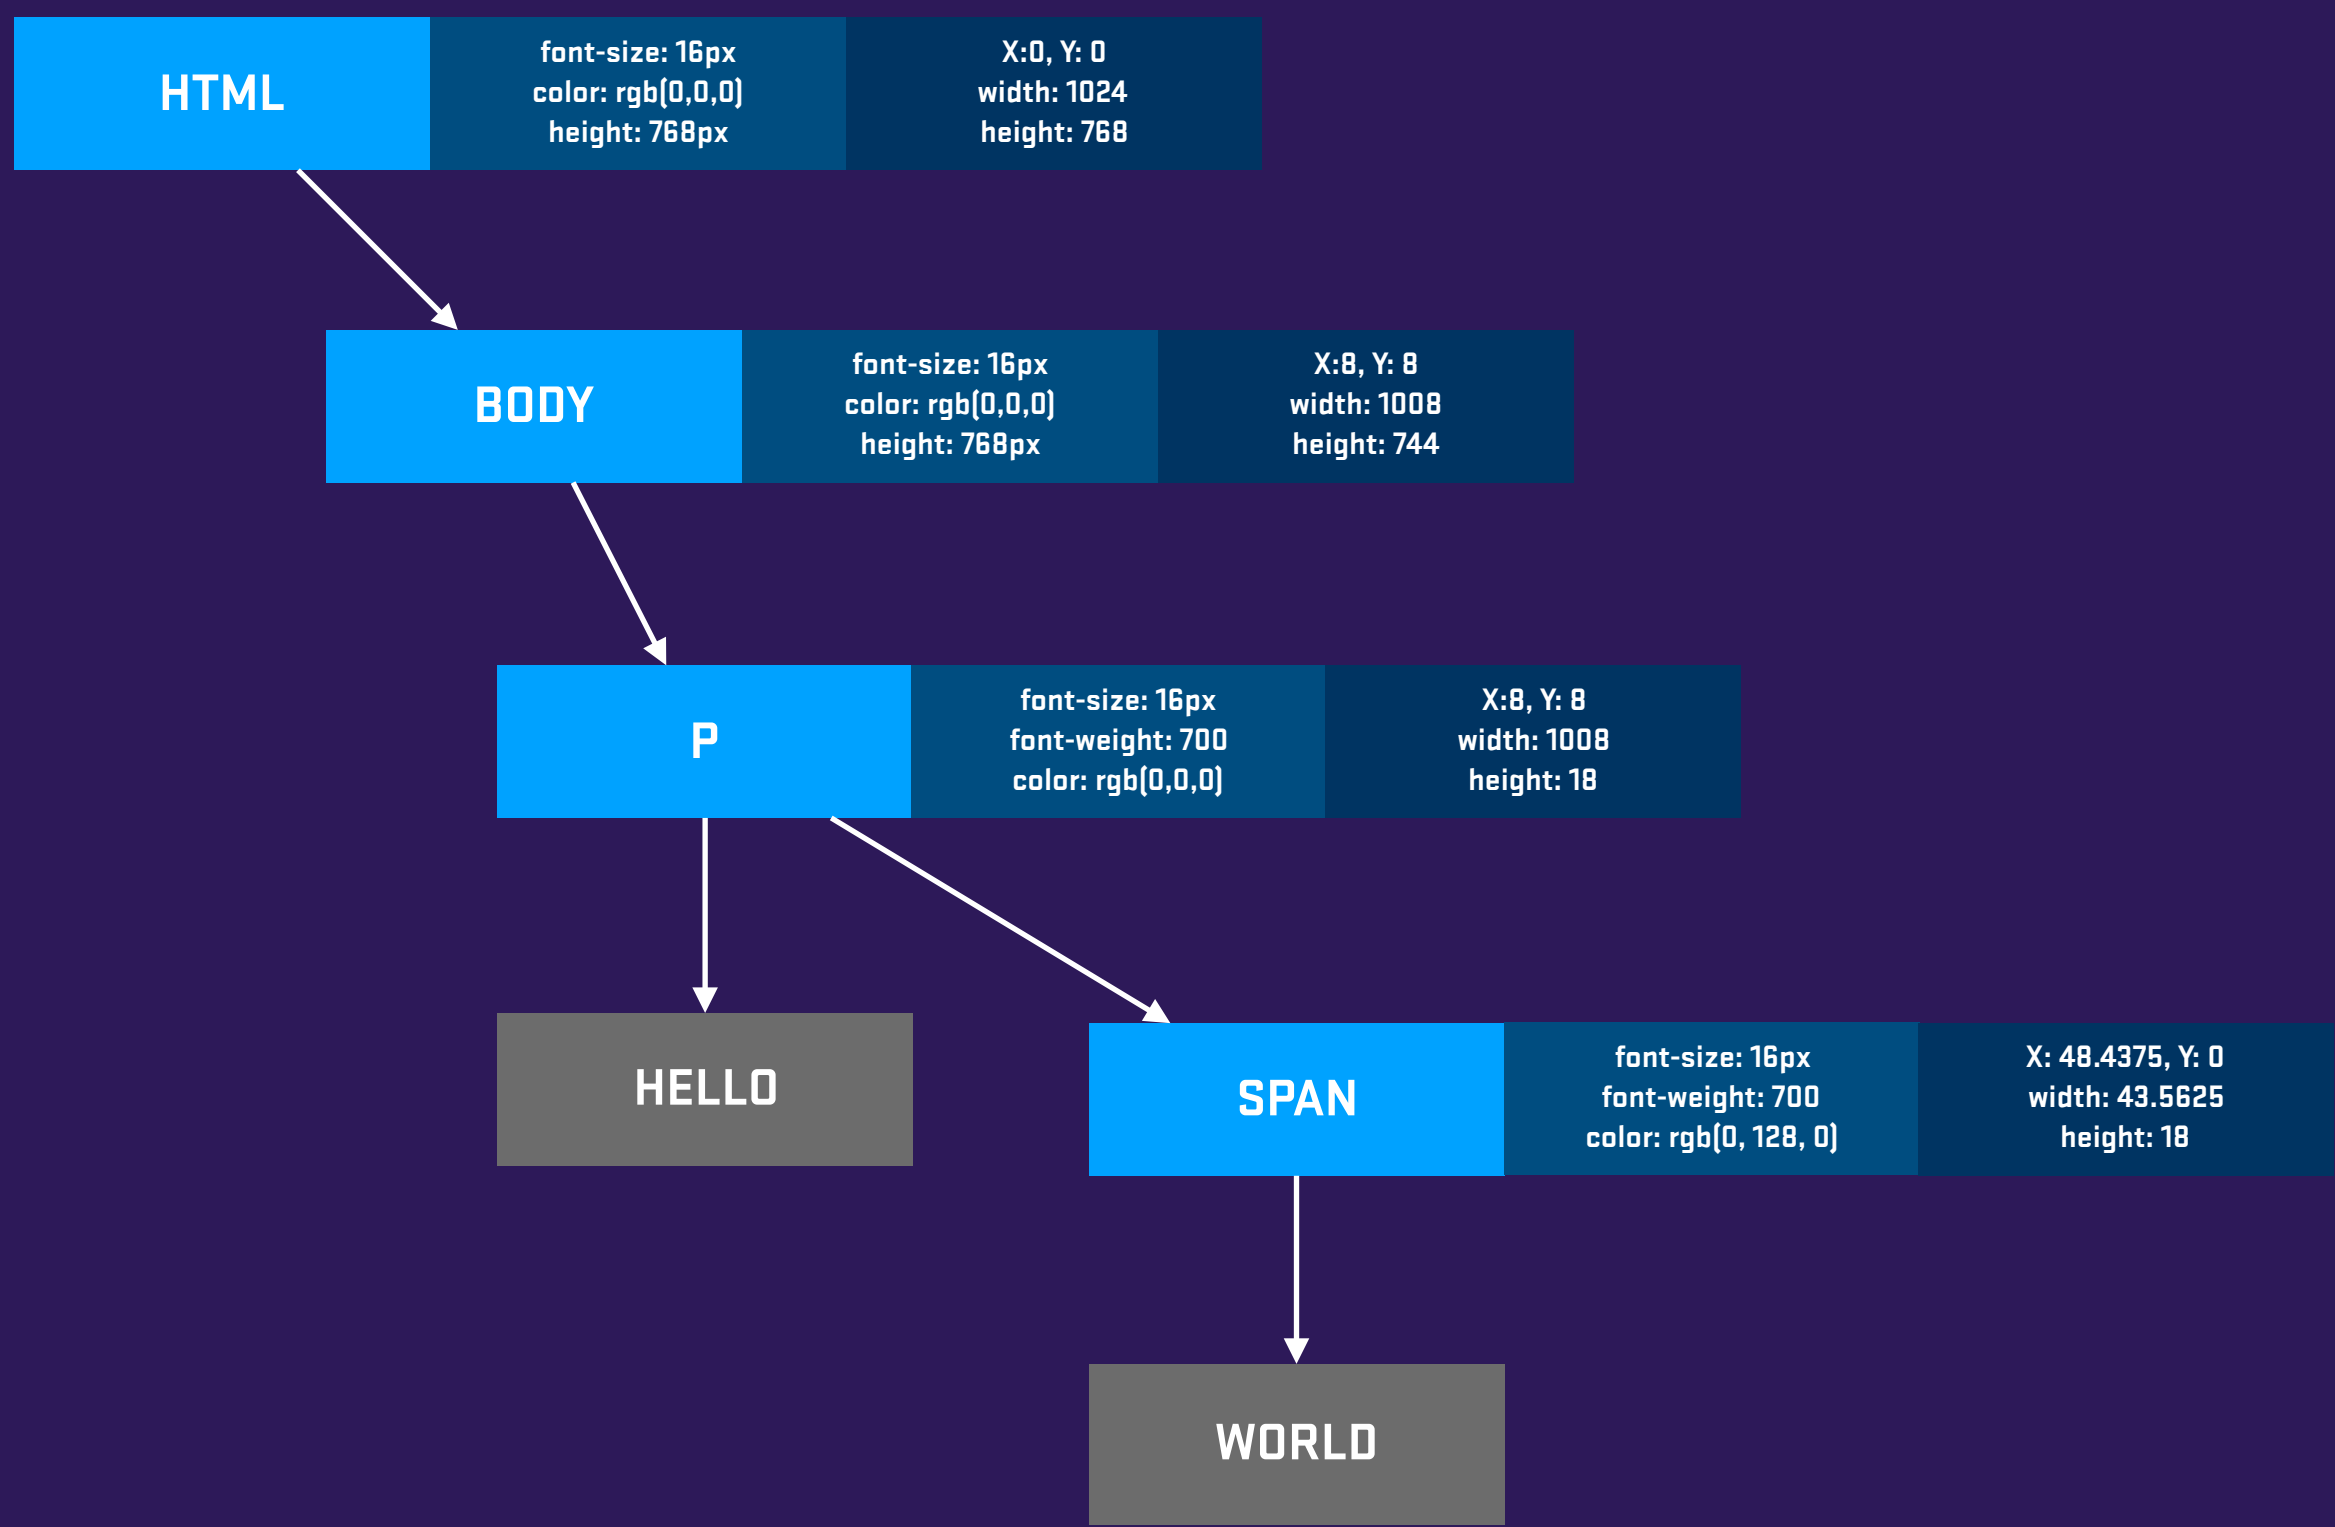 HTML
font-size: 16px
color: rgb(0,0,0)
height: 768px
X:0, Y: 0
width: 1024
height: 768
BODY
font-size: 16px
color: rgb(0,0,0)
height: 768px
X:8, Y: 8
width: 1008
height: 744
P
font-size: 16px
font-weight: 700
color: rgb(0,0,0)
X:8, Y: 8
width: 1008
height: 18
HELLO
SPAN
font-size: 16px
font-weight: 700
color: rgb(0, 128, 0)
X: 48.4375, Y: 0
width: 43.5625
height: 18
WORLD